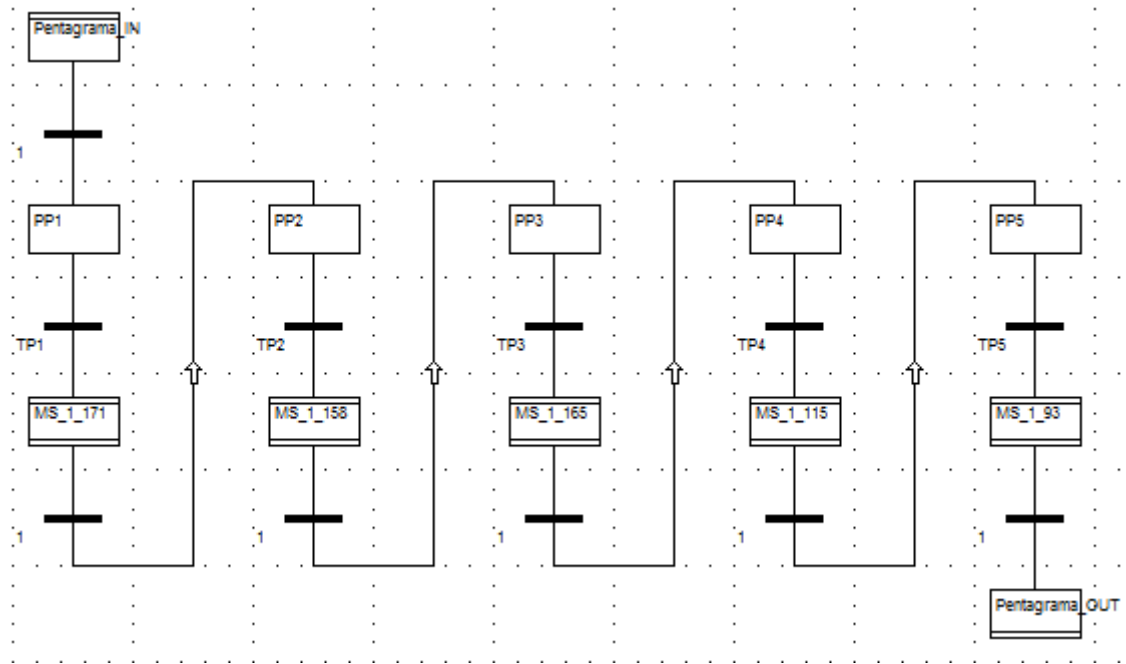 Pentagrama_IN
1
PP1
PP2
PP3
PP4
PP5
TP1
TP2
TP3
TP4
TP5
MS_1_171
MS_1_158
MS_1_165
MS_1_115
MS_1_93
1
1
1
1
1
Pentagrama_OUT